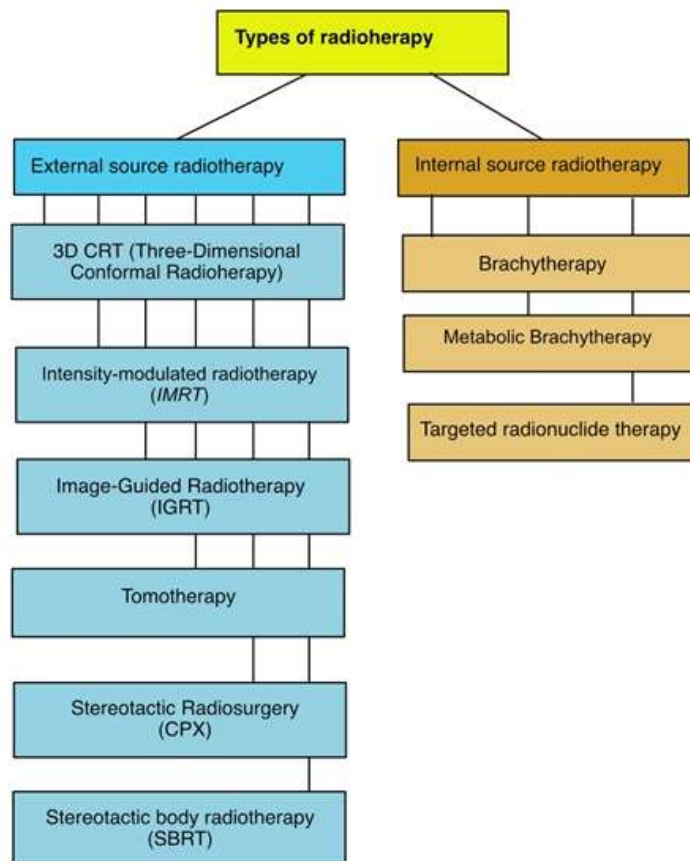 Types of radioherapy
External source radiotherapy
3D CRT (Three-Dimensional
Conformal Radioherapy)
Intensity-modulated radiotherapy
(IMRT)
Image-Guided Radiotherapy
(IGRT)
Tomotherapy
Stereotactic Radiosurgery
(CPX)
Stereotactic body radiotherapy
(SBRT)
Internal source radiotherapy
Brachytherapy
Metabolic Brachytherapy
Targeted radionuclide therapy